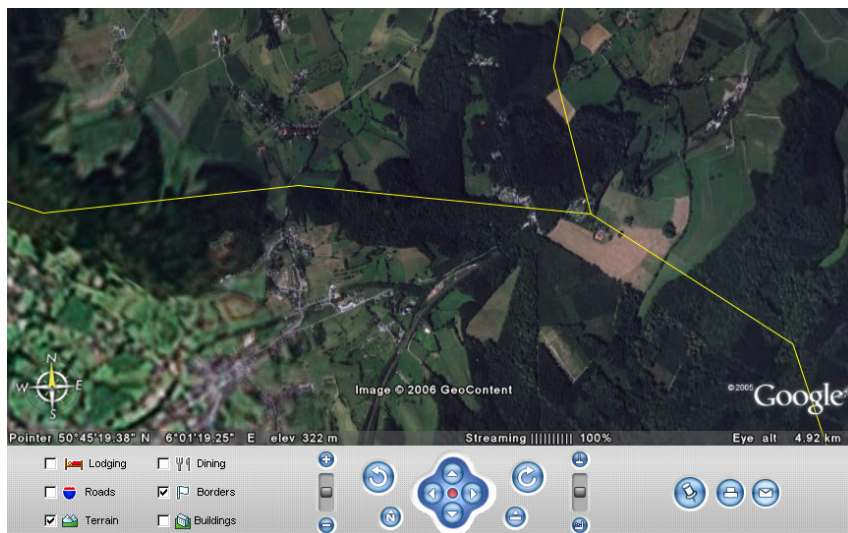 N
W E
S
Image © 2006 GeoContent
© 2005 Google
Pointer 50°45'19.38" N 6°01'19.25" E elev 322 m Streaming |||||||||| 100% Eye alt 4.92 km
Lodging Dining
Roads Borders
Terrain Buildings
N